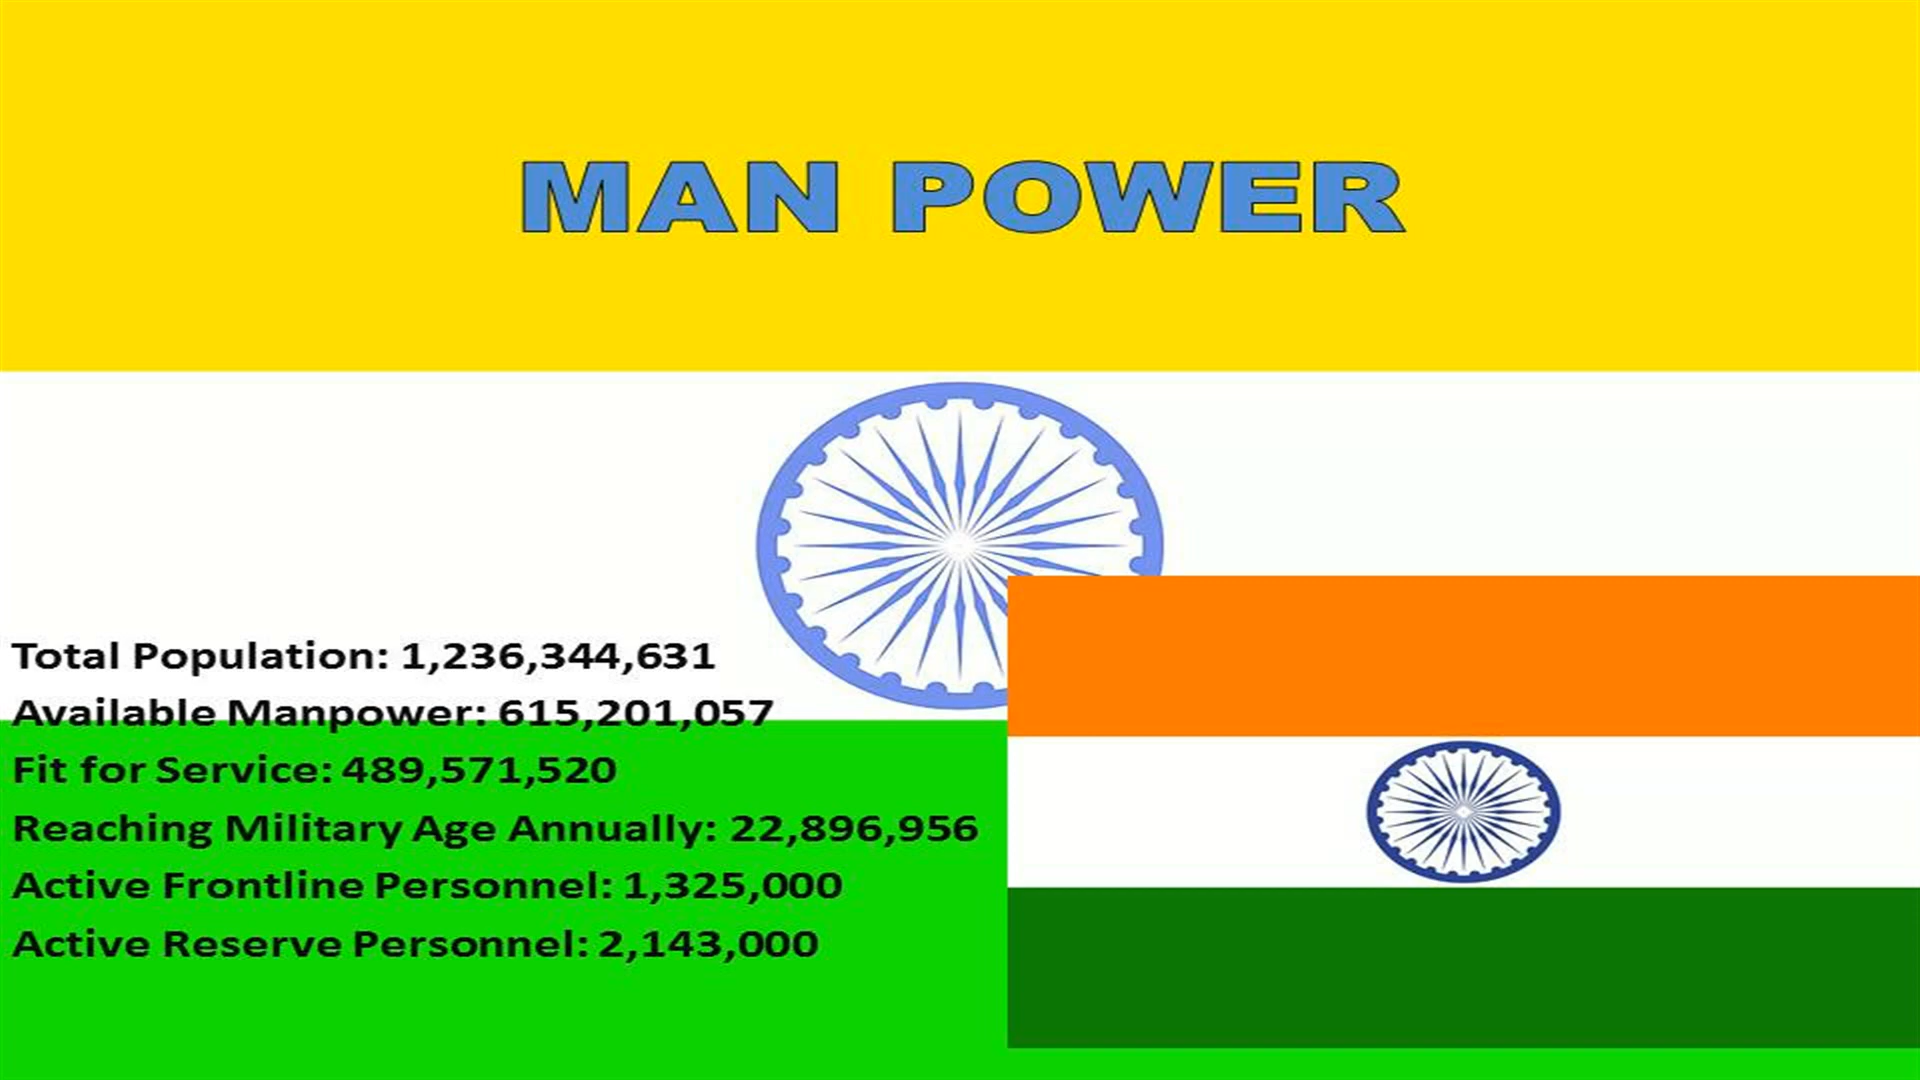 MAN POWER
Total Population: 1,236,344,631
Available Manpower: 615,201,057
Fit for Service: 489,571,520
Reaching Military Age Annually: 22,896,956
Active Frontline Personnel: 1,325,000
Active Reserve Personnel: 2,143,000